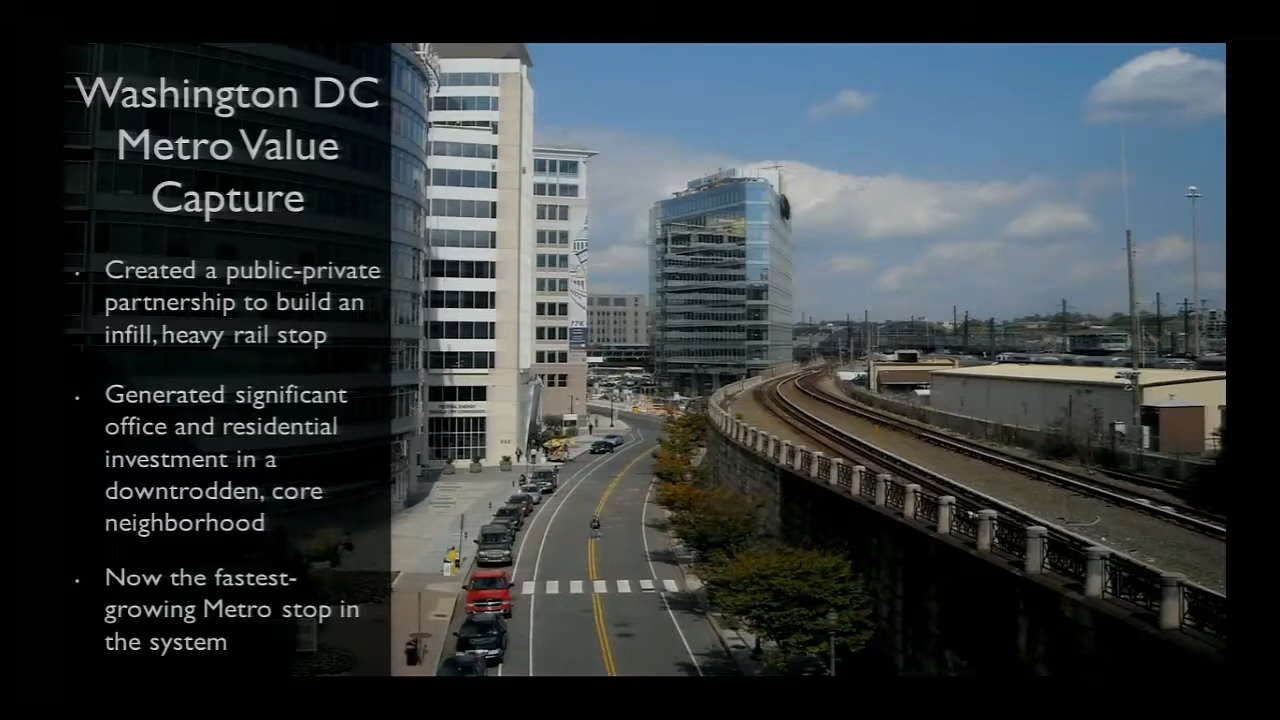 Washington DC
Metro Value
Capture
• Created a public-private
partnership to build an
infill, heavy rail stop
• Generated significant
office and residential
investment in a
downtrodden, core
neighborhood
• Now the fastest-
growing Metro stop in
the system
77K